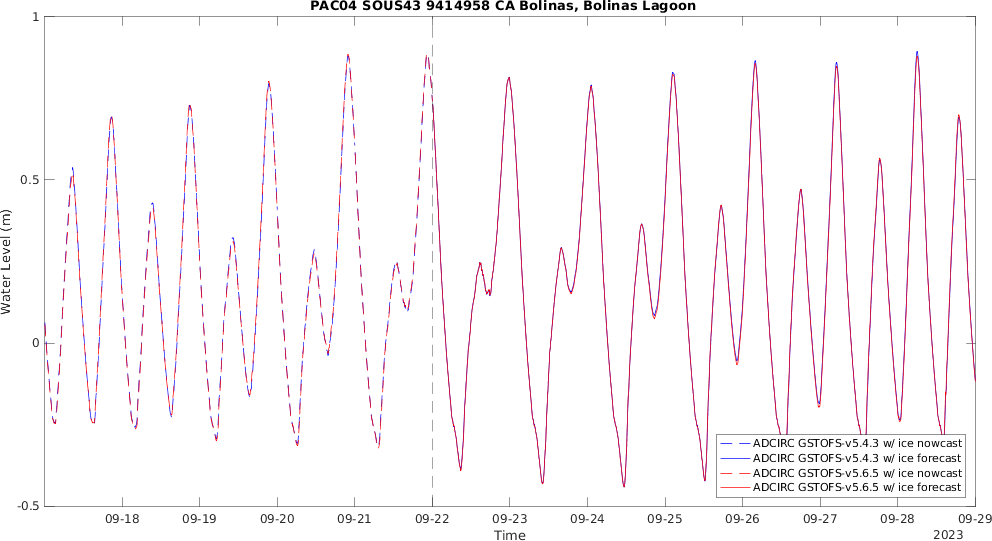 PAC04 SOUS43 9414958 CA Bolinas, Bolinas Lagoon
1
0.5
0
-0.5
Water Level (m)
ADCIRC GSTOFS-v5.4.3 w/ ice nowcast
ADCIRC GSTOFS-v5.4.3 w/ ice forecast
ADCIRC GSTOFS-v5.6.5 w/ ice nowcast
ADCIRC GSTOFS-v5.6.5 w/ ice forecast
09-18 09-19 09-20 09-21 09-22 09-23 09-24 09-25 09-26 09-27 09-28 09-29
Time
2023